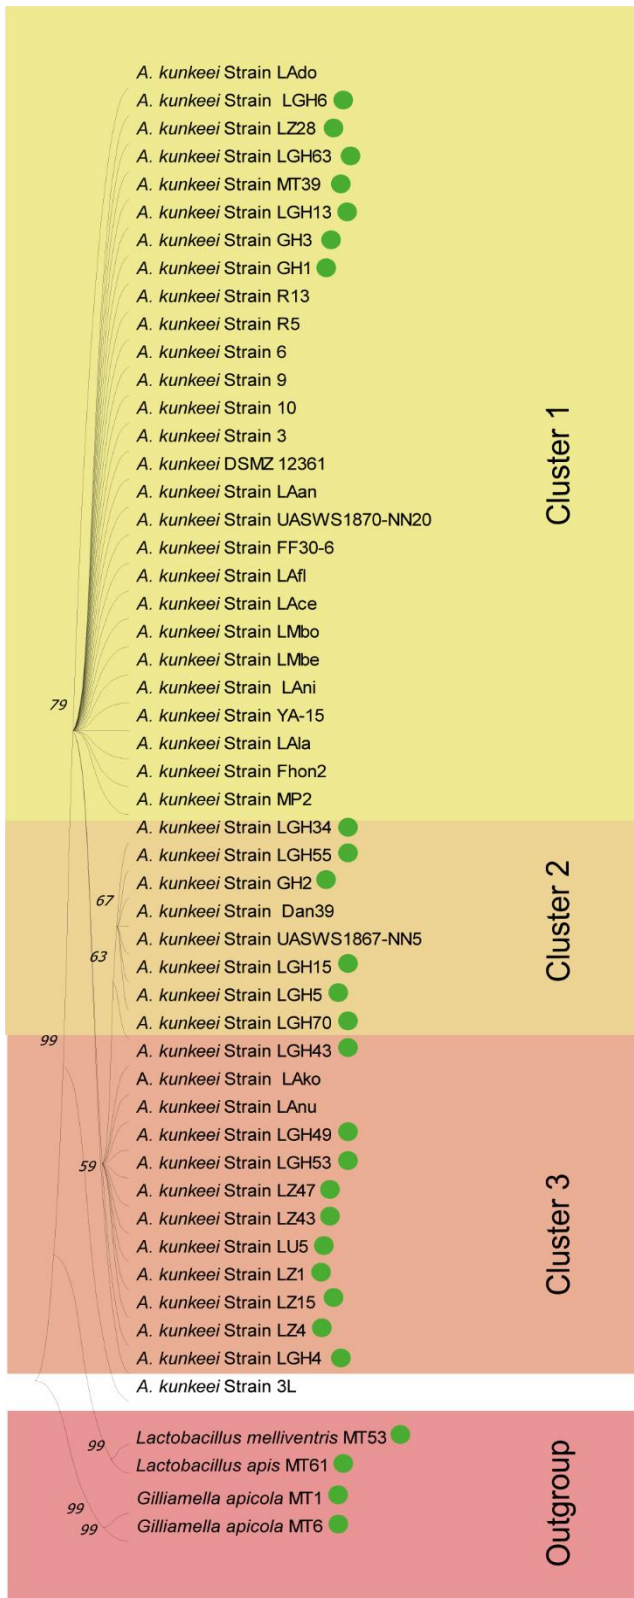 A. kunkeei Strain LAdo
A. kunkeei Strain LGH6
A. kunkeei Strain LZ28
A. kunkeei Strain LGH63
A. kunkeei Strain MT39
A. kunkeei Strain LGH13
A. kunkeei Strain GH3
A. kunkeei Strain GH1
A. kunkeei Strain R13
A. kunkeei Strain R5
A. kunkeei Strain 6
A. kunkeei Strain 9
A. kunkeei Strain 10
A. kunkeei Strain 3
A. kunkeei DSMZ 12361
A. kunkeei Strain LAan
A. kunkeei Strain UASWS1870-NN20
A. kunkeei Strain FF30-6
A. kunkeei Strain LAfl
A. kunkeei Strain LAce
A. kunkeei Strain LMbo
A. kunkeei Strain LMbe
A. kunkeei Strain LAni
A. kunkeei Strain YA-15
A. kunkeei Strain LAla
A. kunkeei Strain Fhon2
A. kunkeei Strain MP2
Cluster 1
79
A. kunkeei Strain LGH34
A. kunkeei Strain LGH55
A. kunkeei Strain GH2
A. kunkeei Strain Dan39
A. kunkeei Strain UASWS1867-NN5
A. kunkeei Strain LGH15
A. kunkeei Strain LGH5
A. kunkeei Strain LGH70
Cluster 2
67
63
A. kunkeei Strain LGH43
A. kunkeei Strain LAko
A. kunkeei Strain LAnu
A. kunkeei Strain LGH49
A. kunkeei Strain LGH53
A. kunkeei Strain LZ47
A. kunkeei Strain LZ43
A. kunkeei Strain LU5
A. kunkeei Strain LZ1
A. kunkeei Strain LZ15
A. kunkeei Strain LZ4
A. kunkeei Strain LGH4
Cluster 3
99
59
A. kunkeei Strain 3L
Lactobacillus melliventris MT53
Lactobacillus apis MT61
Gilliamella apicola MT1
Gilliamella apicola MT6
Outgroup
99
99
99